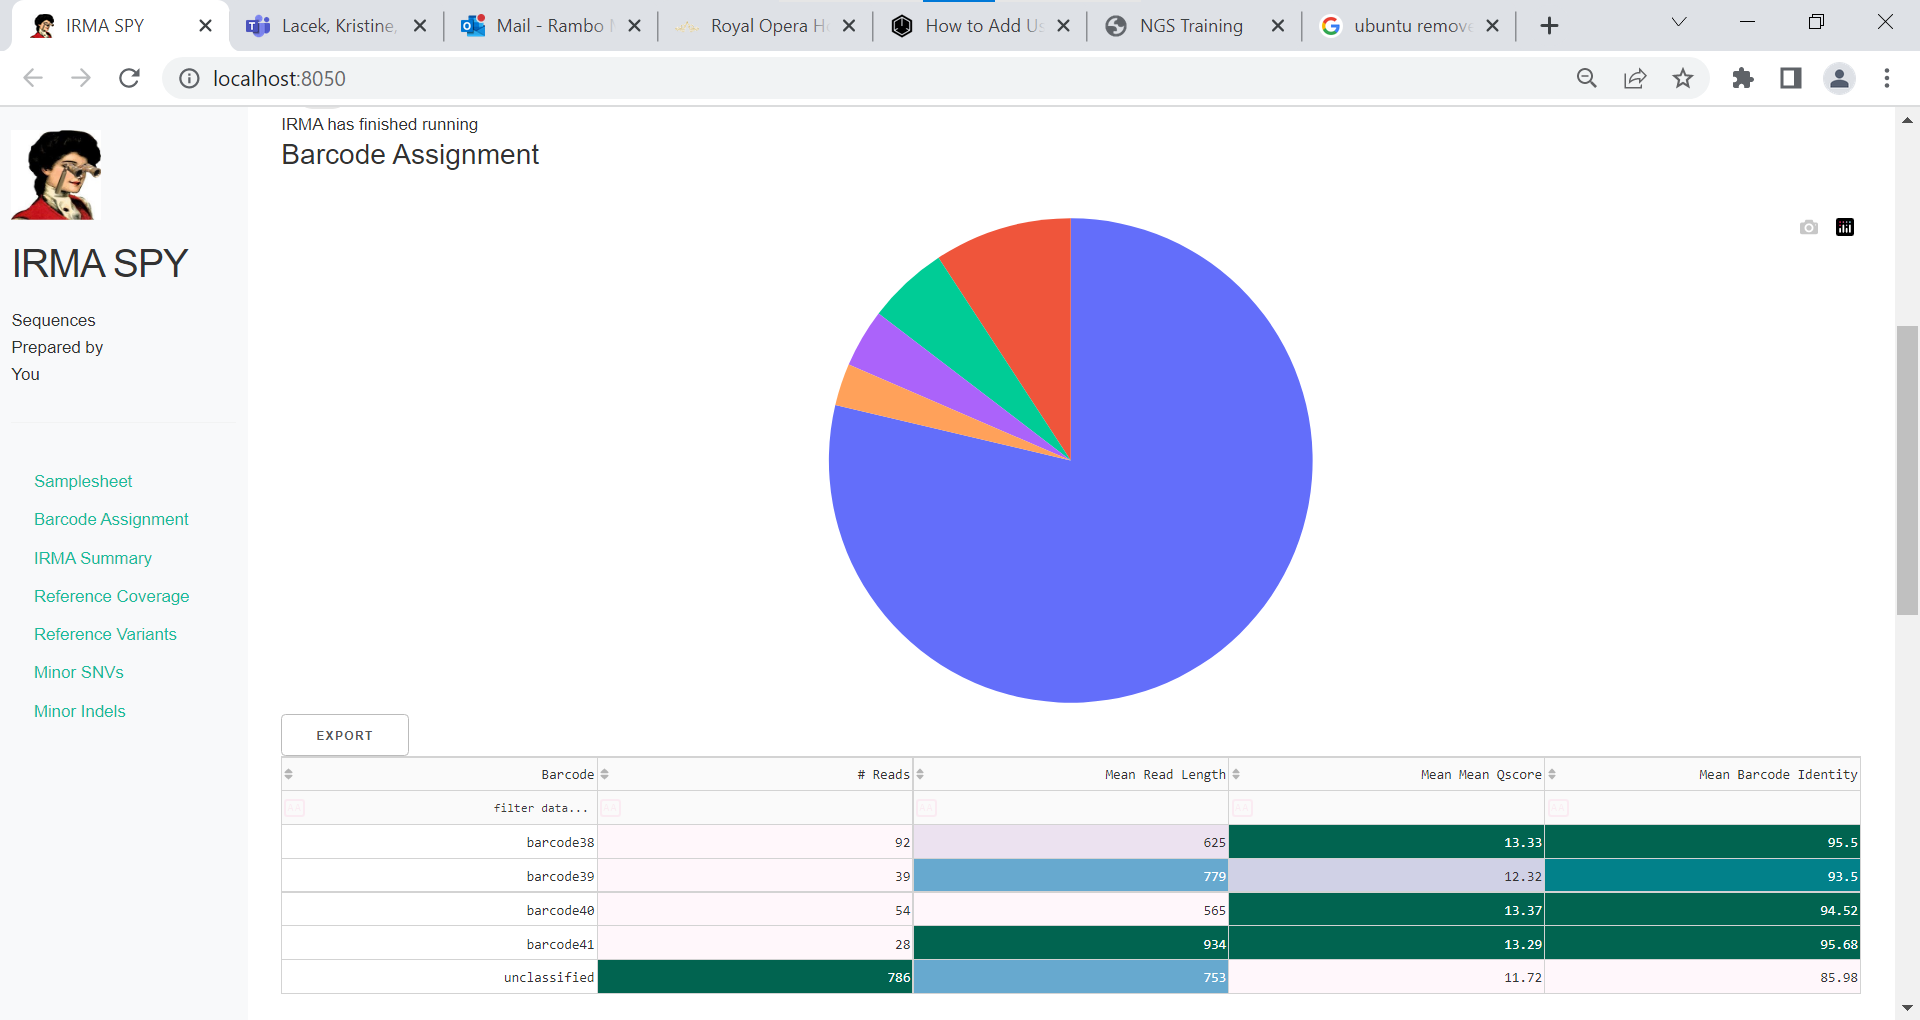 IRMA SPY
Lacek, Kristine,
Mail - Rambo
Royal Opera H
How to Add Us
NGS Training
ubuntu remove
localhost:8050
IRMA has finished running
Barcode Assignment
IRMA SPY
Sequences
Prepared by
You
Samplesheet
Barcode Assignment
IRMA Summary
Reference Coverage
Reference Variants
Minor SNVs
Minor Indels
EXPORT
Barcode # Reads Mean Read Length Mean Mean Qscore Mean Barcode Identity
filter data...
barcode38 92 625 13.33 95.5
barcode39 39 779 12.32 93.5
barcode40 54 565 13.37 94.52
barcode41 28 934 13.29 95.68
unclassified 786 753 11.72 85.98